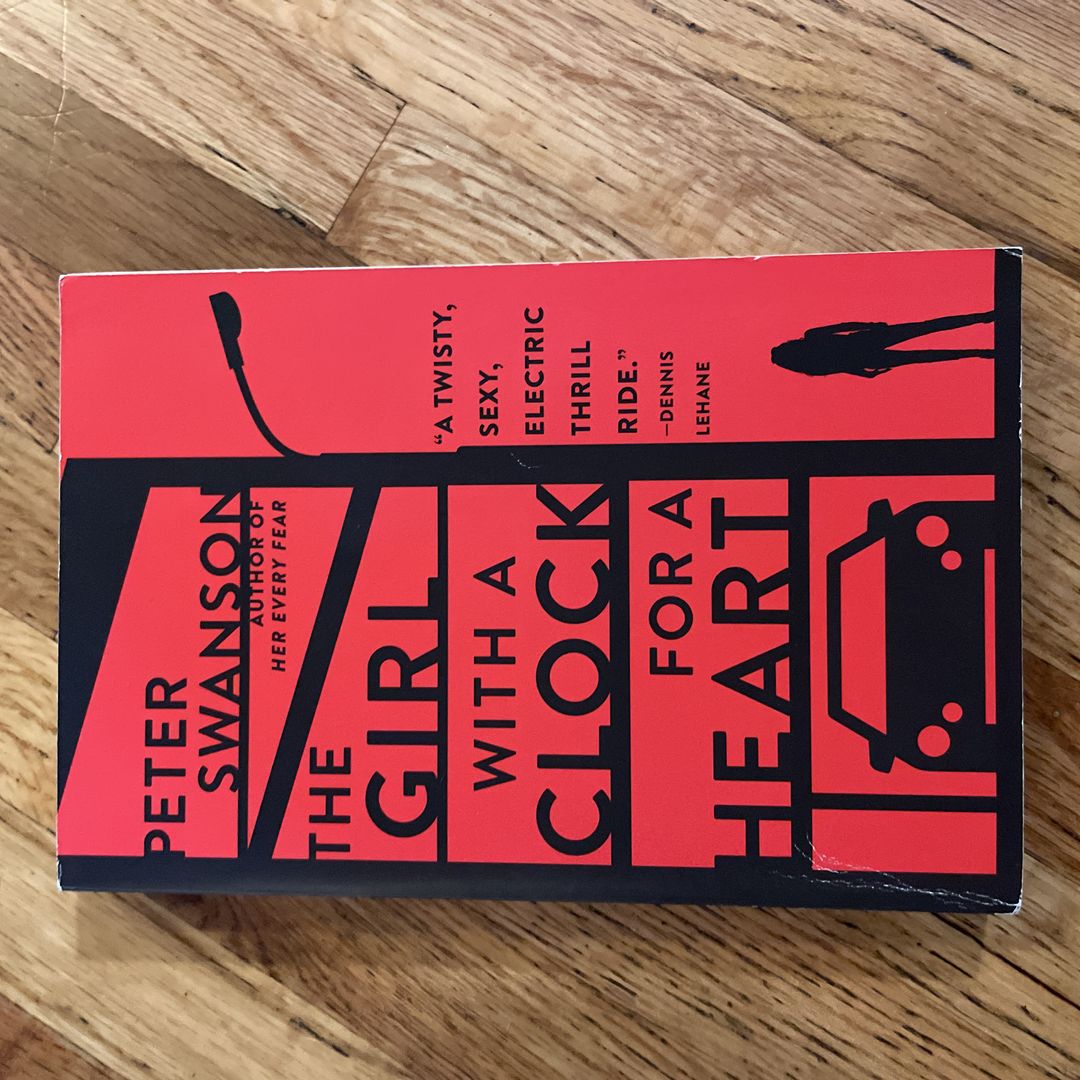 PETER
SWANSON
AUTHOR OF
HER EVERY FEAR
THE
GIRL
WITH A
CLOCK
FOR A
HEART
“A TWISTY,
SEXY,
ELECTRIC
THRILL
RIDE.”
—DENNIS
LEHANE